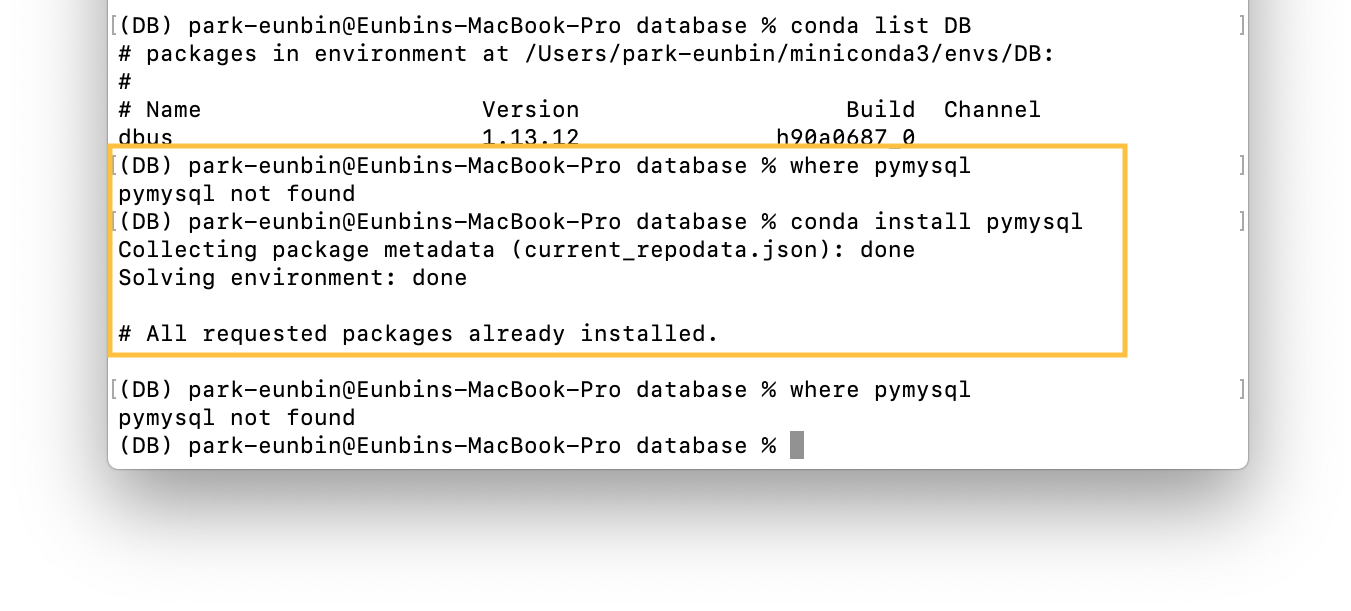 [(DB) park-eunbin@Eunbins-MacBook-Pro database % conda list DB ]
# packages in environment at /Users/park-eunbin/miniconda3/envs/DB:
#
# Name                    Version                   Build  Channel
dbus                      1.13.12              h90a0687_0
[(DB) park-eunbin@Eunbins-MacBook-Pro database % where pymysql ]
pymysql not found
[(DB) park-eunbin@Eunbins-MacBook-Pro database % conda install pymysql ]
Collecting package metadata (current_repodata.json): done
Solving environment: done
# All requested packages already installed.
[(DB) park-eunbin@Eunbins-MacBook-Pro database % where pymysql ]
pymysql not found
(DB) park-eunbin@Eunbins-MacBook-Pro database %